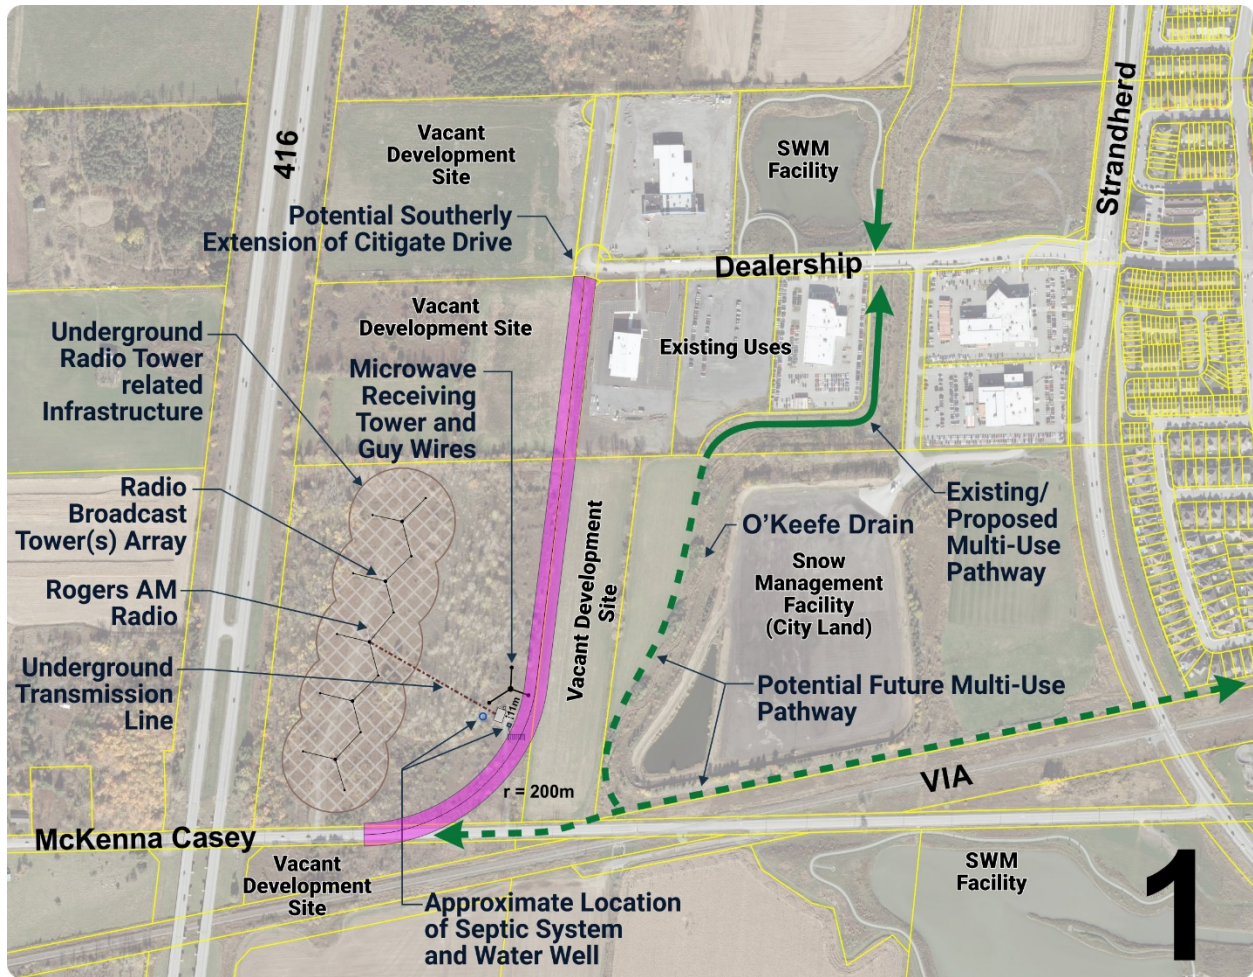 416
Vacant
Development
Site
SWM
Facility
Strandherd
Potential Southerly
Extension of Citigate Drive
Dealership
Vacant
Development Site
Underground
Radio Tower
related
Infrastructure
Microwave
Receiving
Tower and
Guy Wires
Existing Uses
Radio
Broadcast
Tower(s) Array
Existing/
Proposed
Multi-Use
Pathway
O'Keefe Drain
Snow
Management
Facility
(City Land)
Vacant Development
Site
Rogers AM
Radio
Underground
Transmission
Line
11m
Potential Future Multi-Use
Pathway
r = 200m
VIA
McKenna Casey
Vacant
Development
Site
SWM
Facility
Approximate Location
of Septic System
and Water Well
1